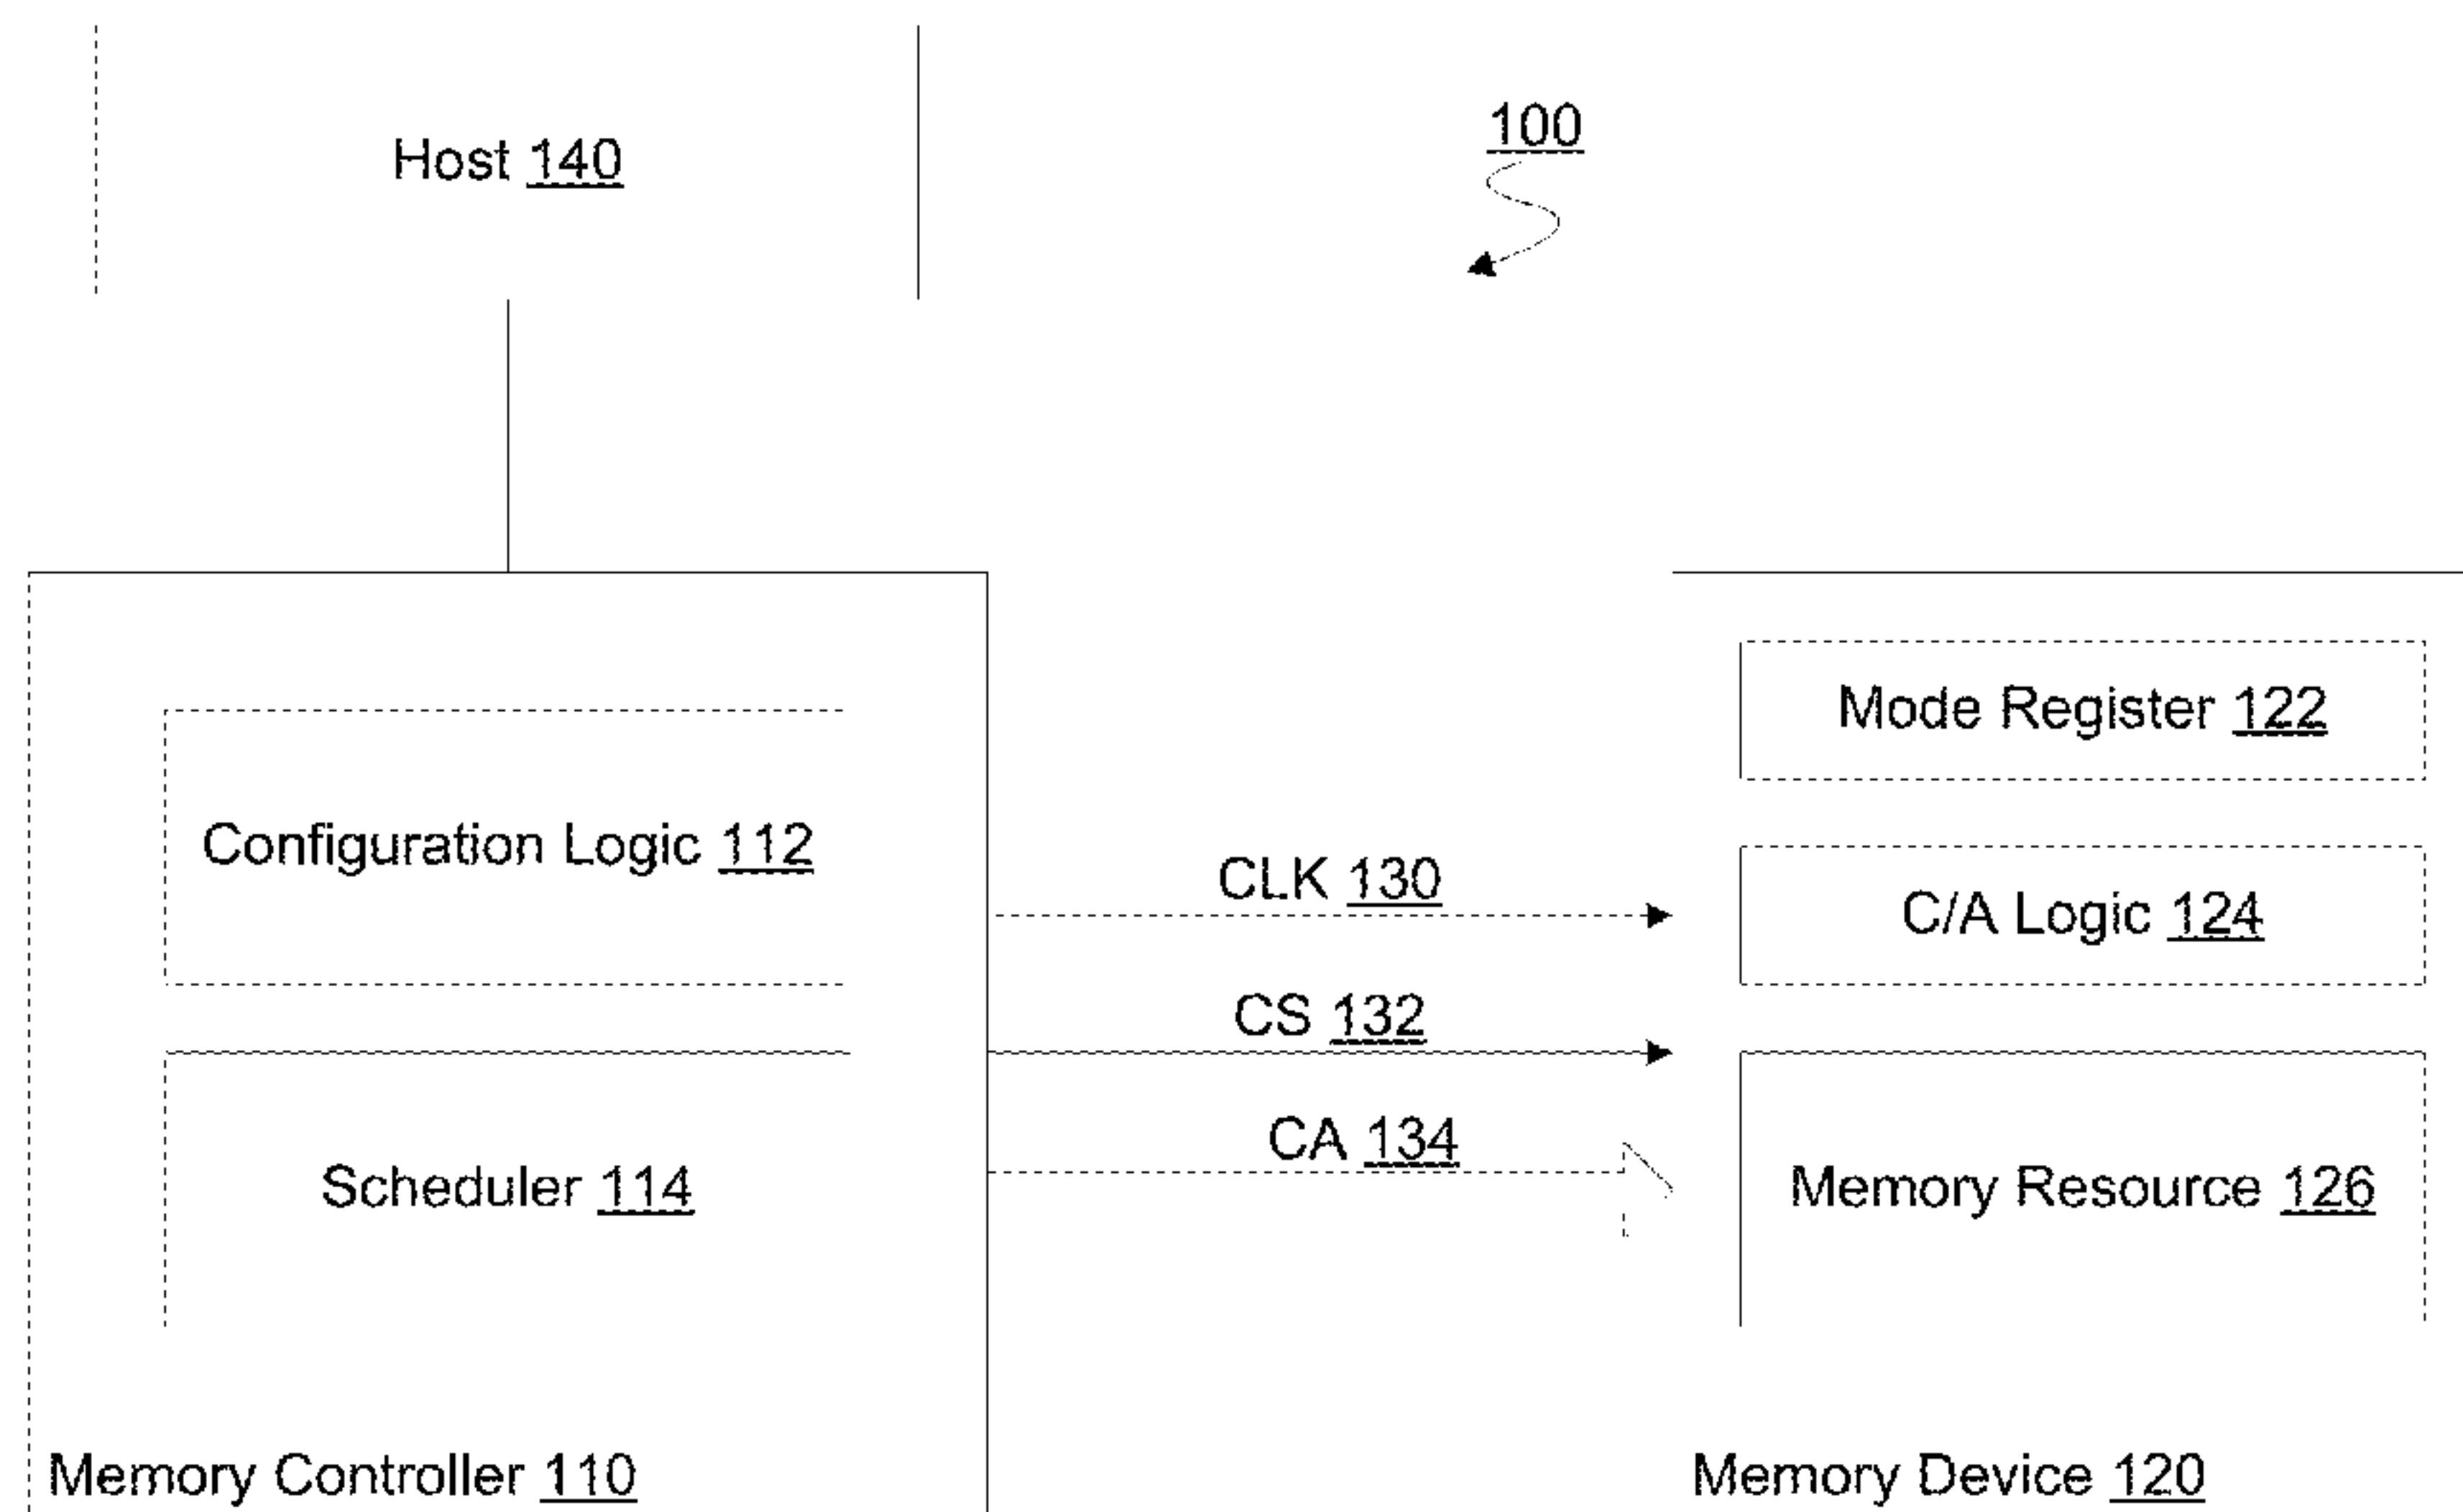 Host 140
100
Mode Register 122
Configuration Logic 112
CLK 130
C/A Logic 124
CS 132
CA 134
Scheduler 114
Memory Resource 126
Memory Controller 110
Memory Device 120